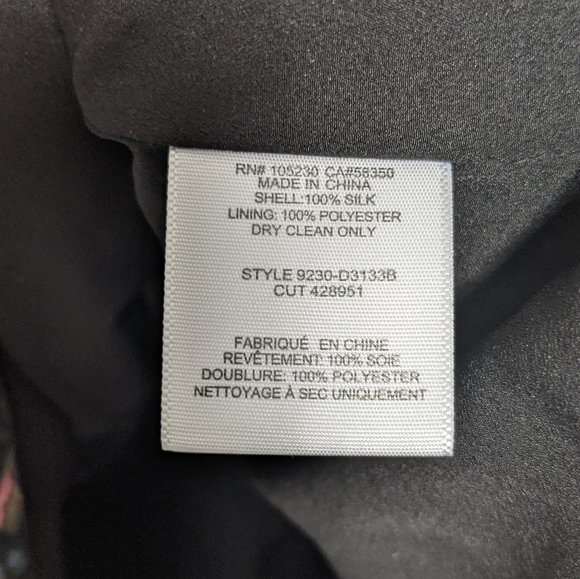 RN# 105230 CA#58350
MADE IN CHINA
SHELL:100% SILK
LINING: 100% POLYESTER
DRY CLEAN ONLY
STYLE 9230-D3133B
CUT 428951
FABRIQUÉ EN CHINE
REVÊTEMENT: 100% SOIE
DOUBLURE: 100% POLYESTER
NETTOYAGE À SEC UNIQUEMENT